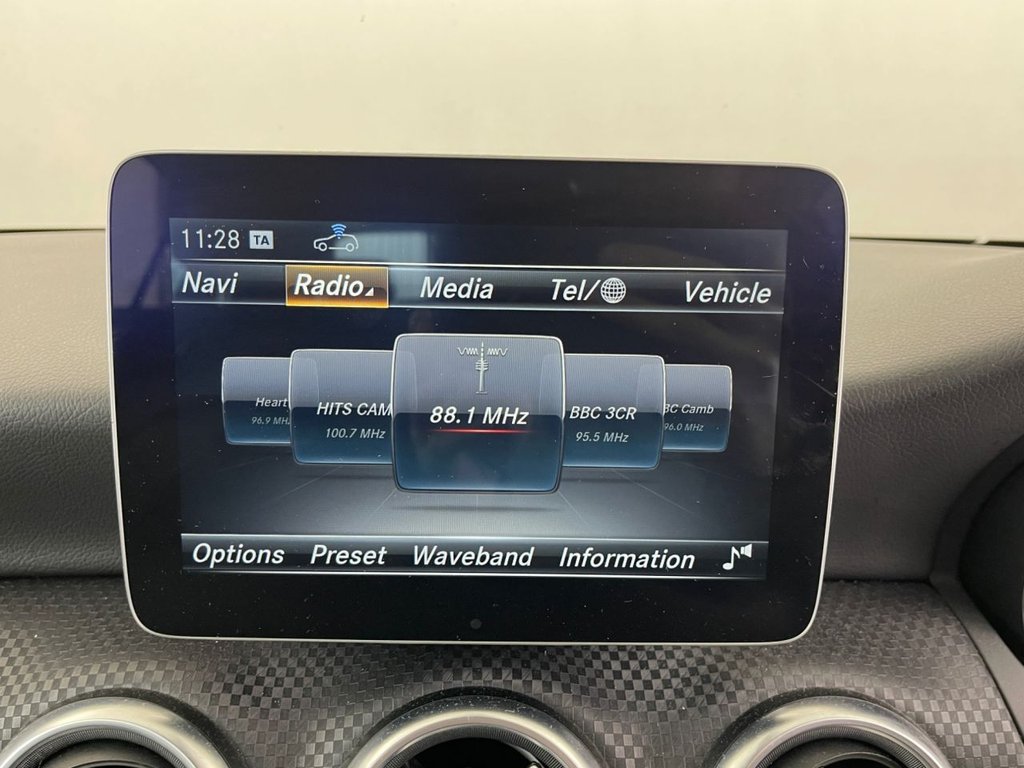 11:28 TA
Navi Radio Media Tel/ Vehicle
Heart
96.9 MHz
HITS CAM
100.7 MHz
88.1 MHz
BBC 3CR
95.5 MHz
BC Camb
96.0 MHz
Options Preset Waveband Information